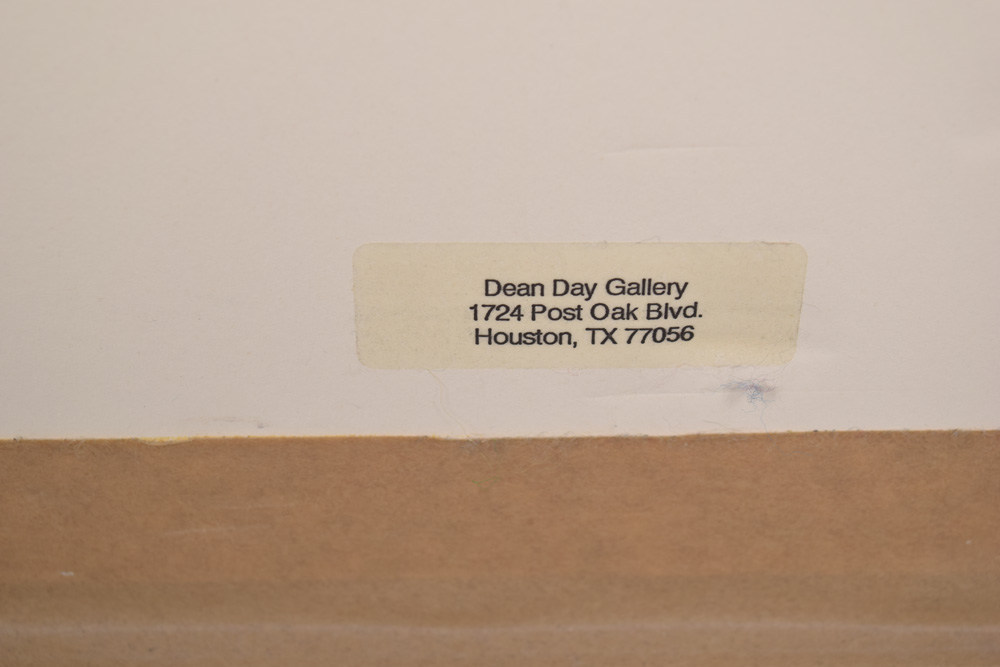 Dean Day Gallery
1724 Post Oak Blvd.
Houston, TX 77056